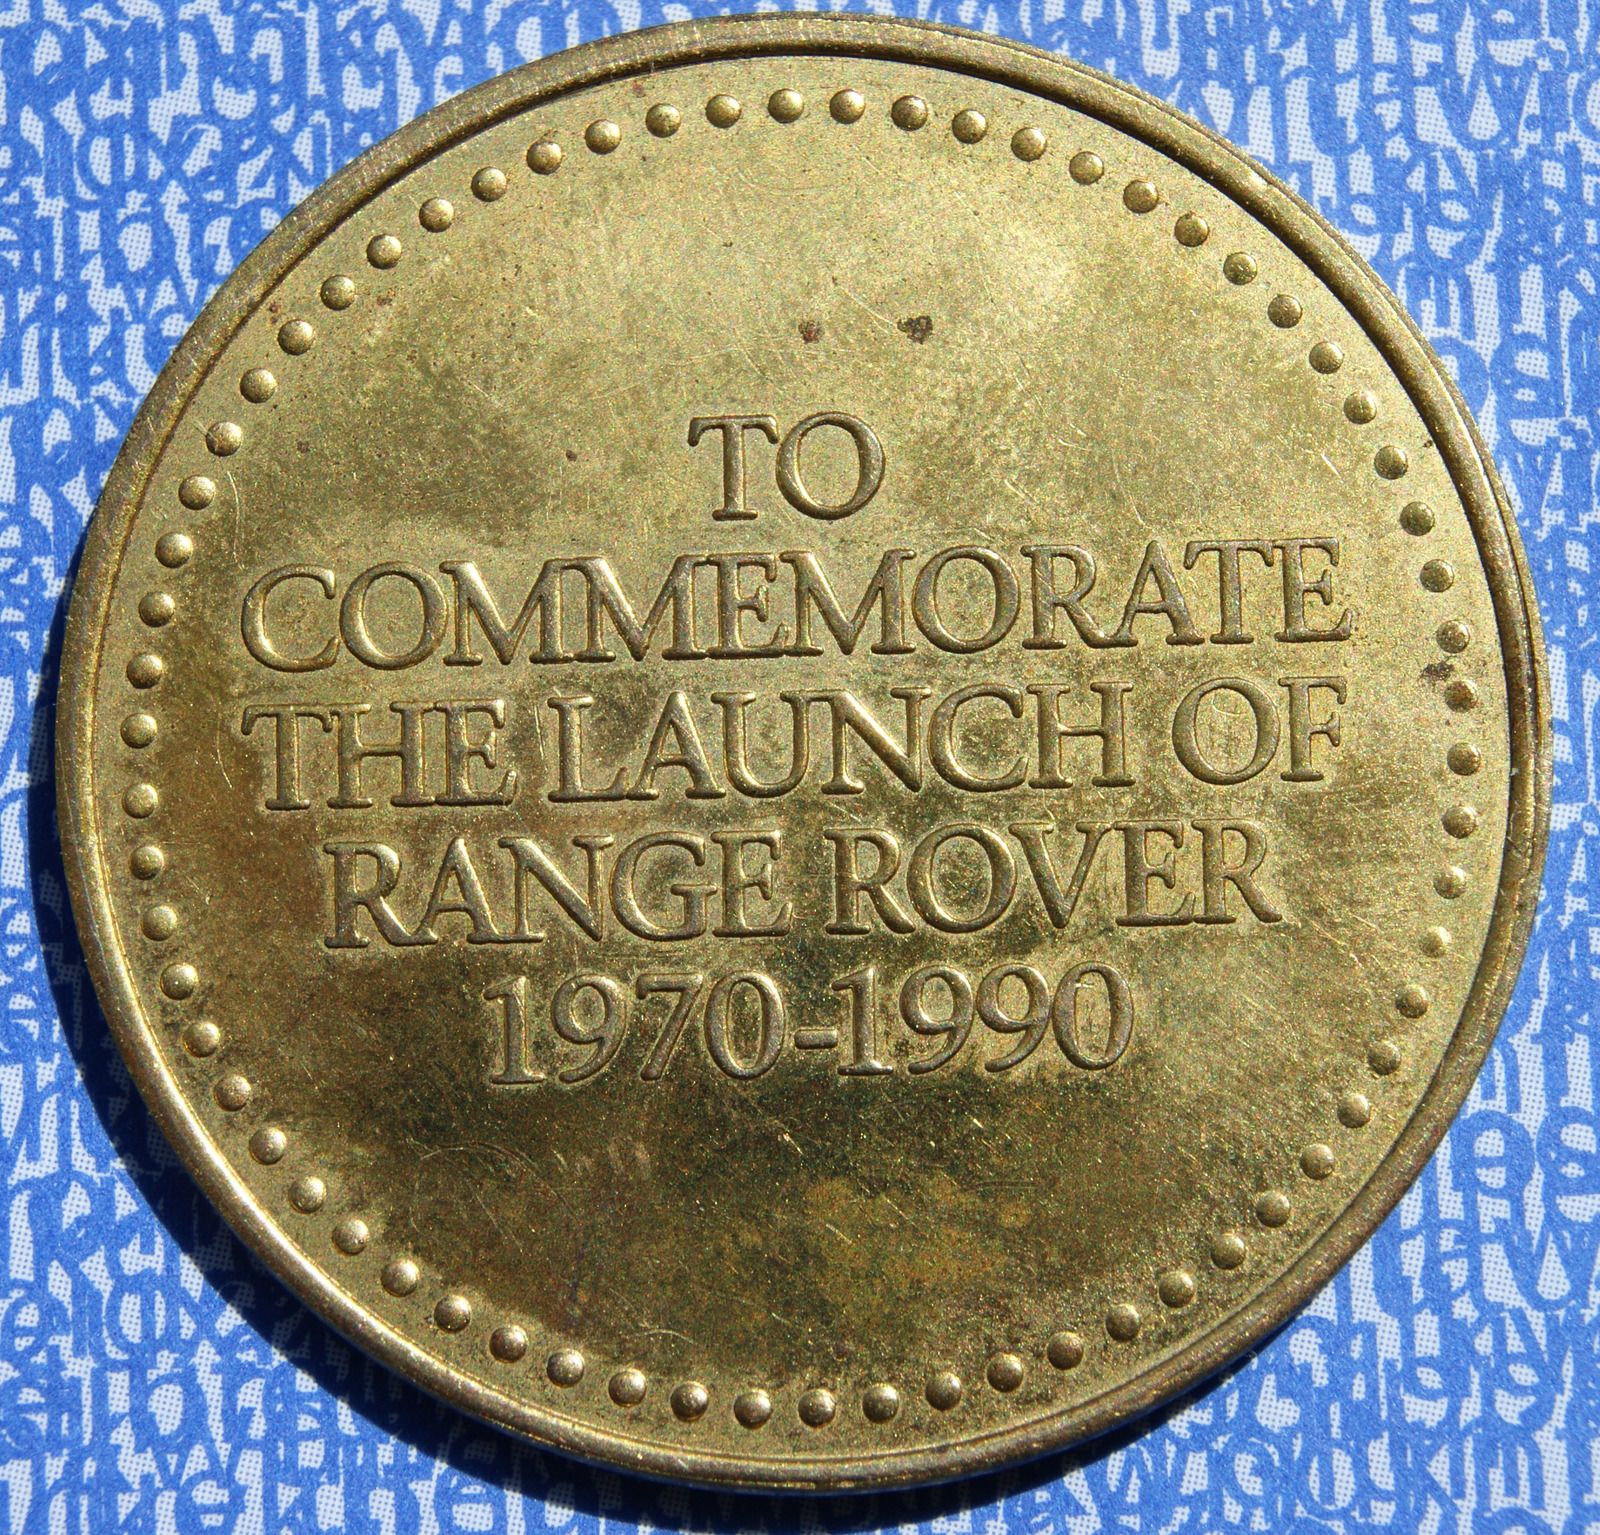 TO
COMMEMORATE
THE LAUNCH OF
RANGE ROVER
1970-1990